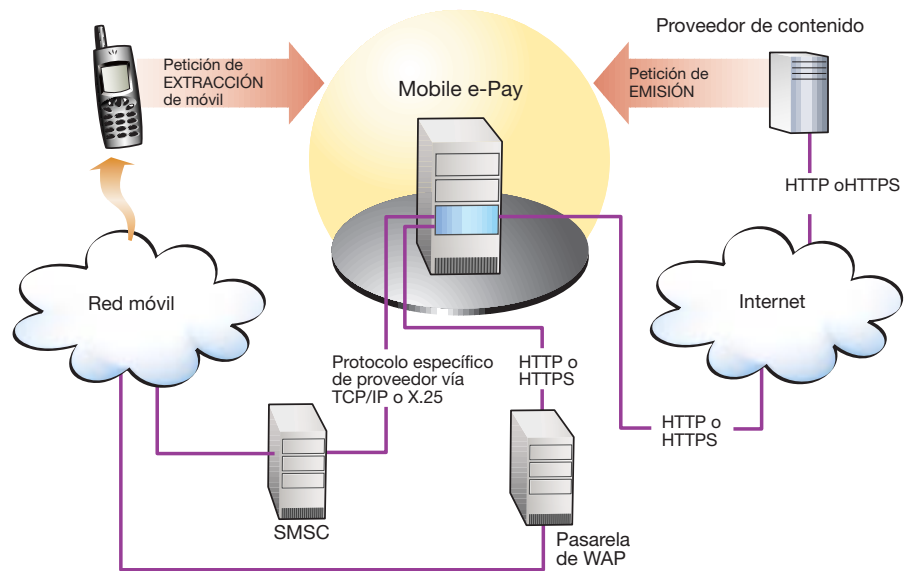 Proveedor de contenido
Petición de
EXTRACCIÓN
de móvil
Mobile e-Pay
Petición de
EMISIÓN
HTTP oHTTPS
Red móvil
Internet
Protocolo específico
de proveedor vía
TCP/IP o X.25
HTTP o
HTTPS
HTTP o
HTTPS
SMSC
Pasarela
de WAP